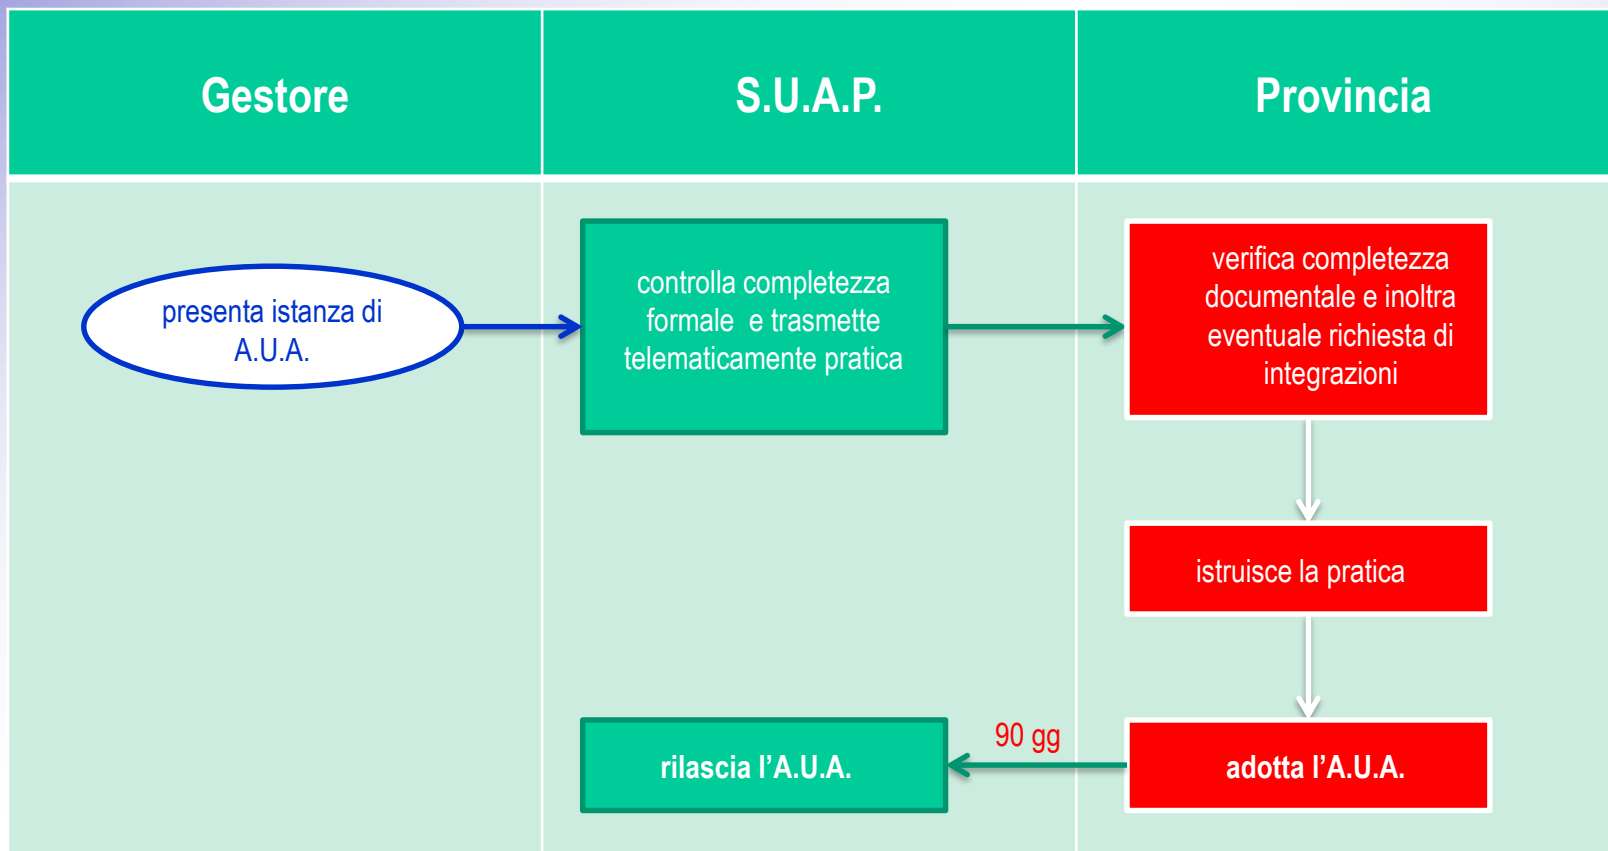 Gestore
S.U.A.P.
Provincia
presenta istanza di
A.U.A.
controlla completezza
formale e trasmette
telematicamente pratica
verifica completezza
documentale e inoltra
eventuale richiesta di
integrazioni
istruisce la pratica
rilascia l’A.U.A.
90 gg
adotta l’A.U.A.